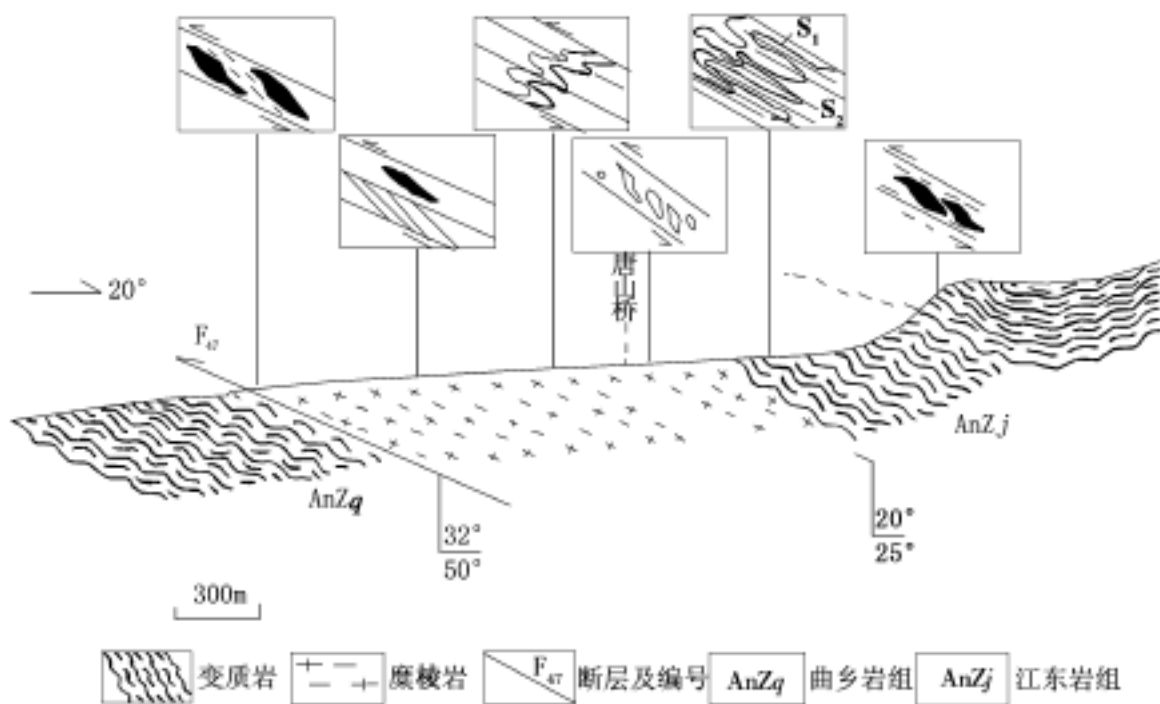 S₁
S₂
唐山桥
20°
F₄₇
AnZj
AnZq
32°
50°
20°
25°
300m
变质岩
糜棱岩
F₄₇
断层及编号
AnZq
曲乡岩组
AnZj
江东岩组